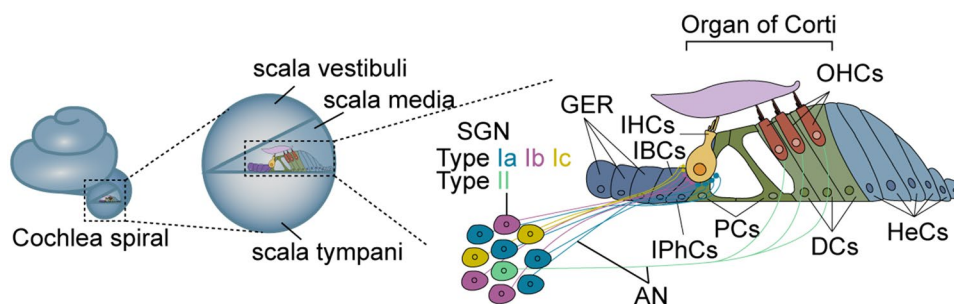 Organ of Corti
scala vestibuli
scala media
OHCs
GER
IHCs
SGN
IBCs
Type Ia Ib Ic
Type II
Cochlea spiral
scala tympani
IPhCs
PCs
DCs
HeCs
AN